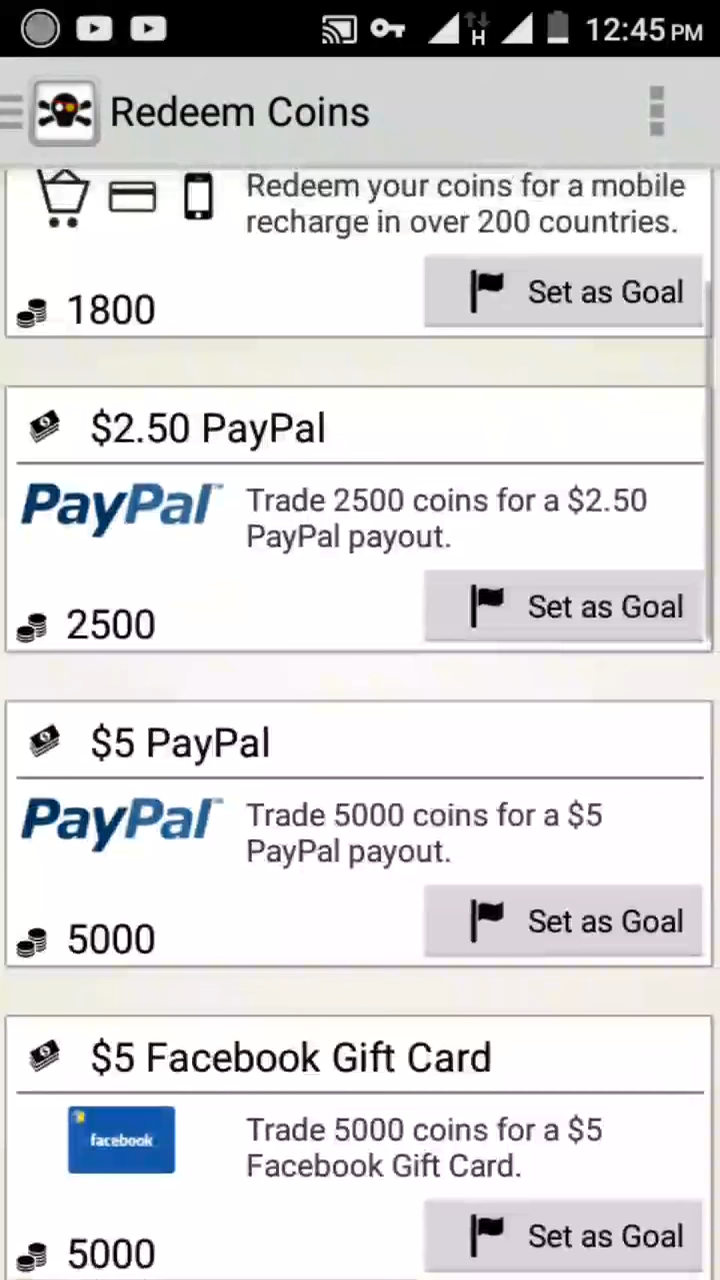 12:45 PM
H
Redeem Coins
Redeem your coins for a mobile
recharge in over 200 countries.
1800
Set as Goal
$2.50 PayPal
PayPal™
Trade 2500 coins for a $2.50
PayPal payout.
2500
Set as Goal
$5 PayPal
PayPal™
Trade 5000 coins for a $5
PayPal payout.
5000
Set as Goal
$5 Facebook Gift Card
facebook
Trade 5000 coins for a $5
Facebook Gift Card.
5000
Set as Goal